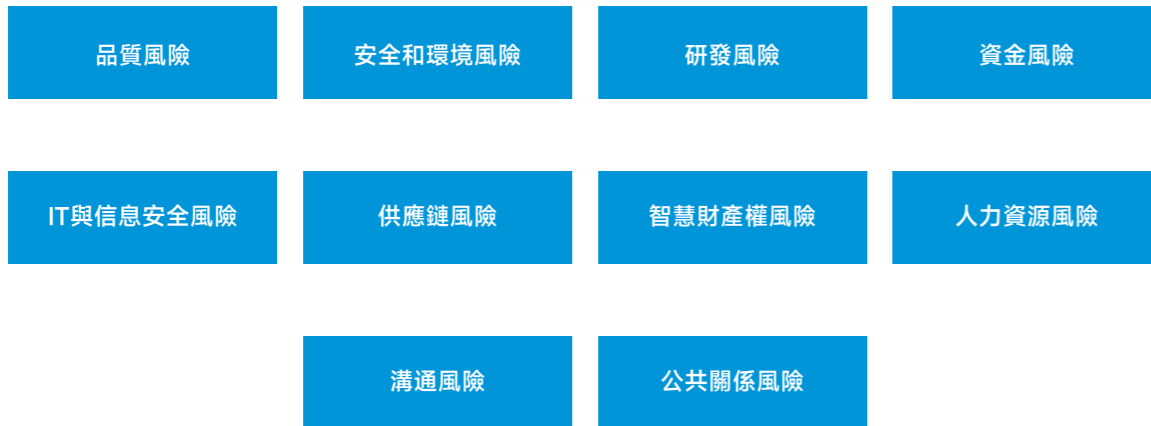 品質風險
安全和環境風險
研發風險
資金風險
IT與信息安全風險
供應鏈風險
智慧財產權風險
人力資源風險
溝通風險
公共關係風險